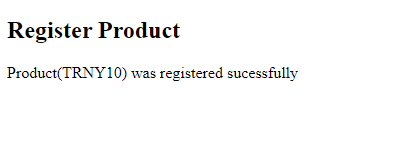 Register Product
Product(TRNY10) was registered sucessfully